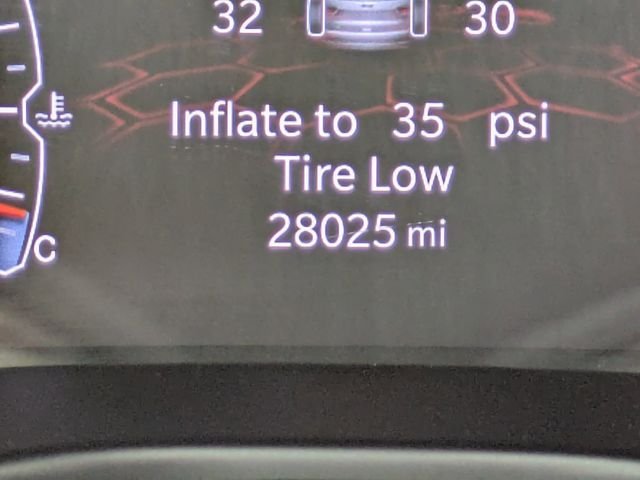 32 30
Inflate to 35 psi
Tire Low
28025 mi
C